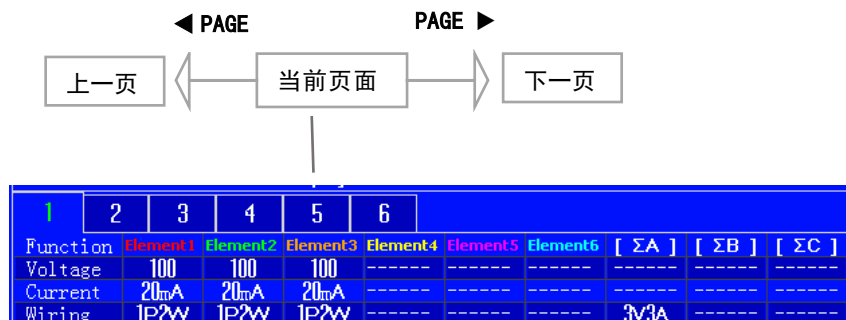 ◀ PAGE PAGE ▶
上一页 当前页面 下一页
1 2 3 4 5 6
Function Element1 Element2 Element3 Element4 Element5 Element6 [ ΣA ] [ ΣB ] [ ΣC ]
Voltage 100 100 100 ------ ------ ------ ------ ------ ------
Current 20mA 20mA 20mA ------ ------ ------ ------ ------ ------
Wiring 1P2W 1P2W 1P2W ------ ------ ------ 3V3A ------ ------